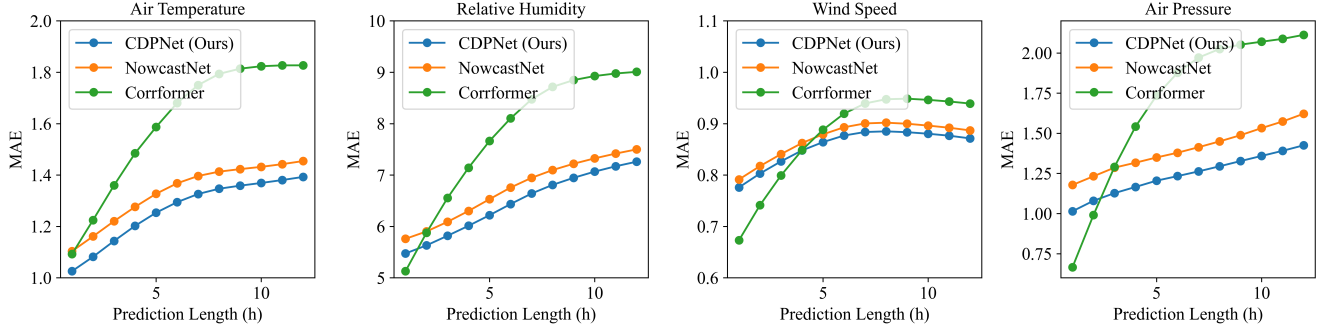 Air Temperature
2.0
1.8
1.6
1.4
1.2
1.0
MAE
CDPNet (Ours)
NowcastNet
Corrformer
5
10
Prediction Length (h)
Relative Humidity
10
9
8
7
6
5
MAE
CDPNet (Ours)
NowcastNet
Corrformer
5
10
Prediction Length (h)
Wind Speed
1.1
1.0
0.9
0.8
0.7
0.6
MAE
CDPNet (Ours)
NowcastNet
Corrformer
5
10
Prediction Length (h)
Air Pressure
2.00
1.75
1.50
1.25
1.00
0.75
MAE
CDPNet (Ours)
NowcastNet
Corrformer
5
10
Prediction Length (h)